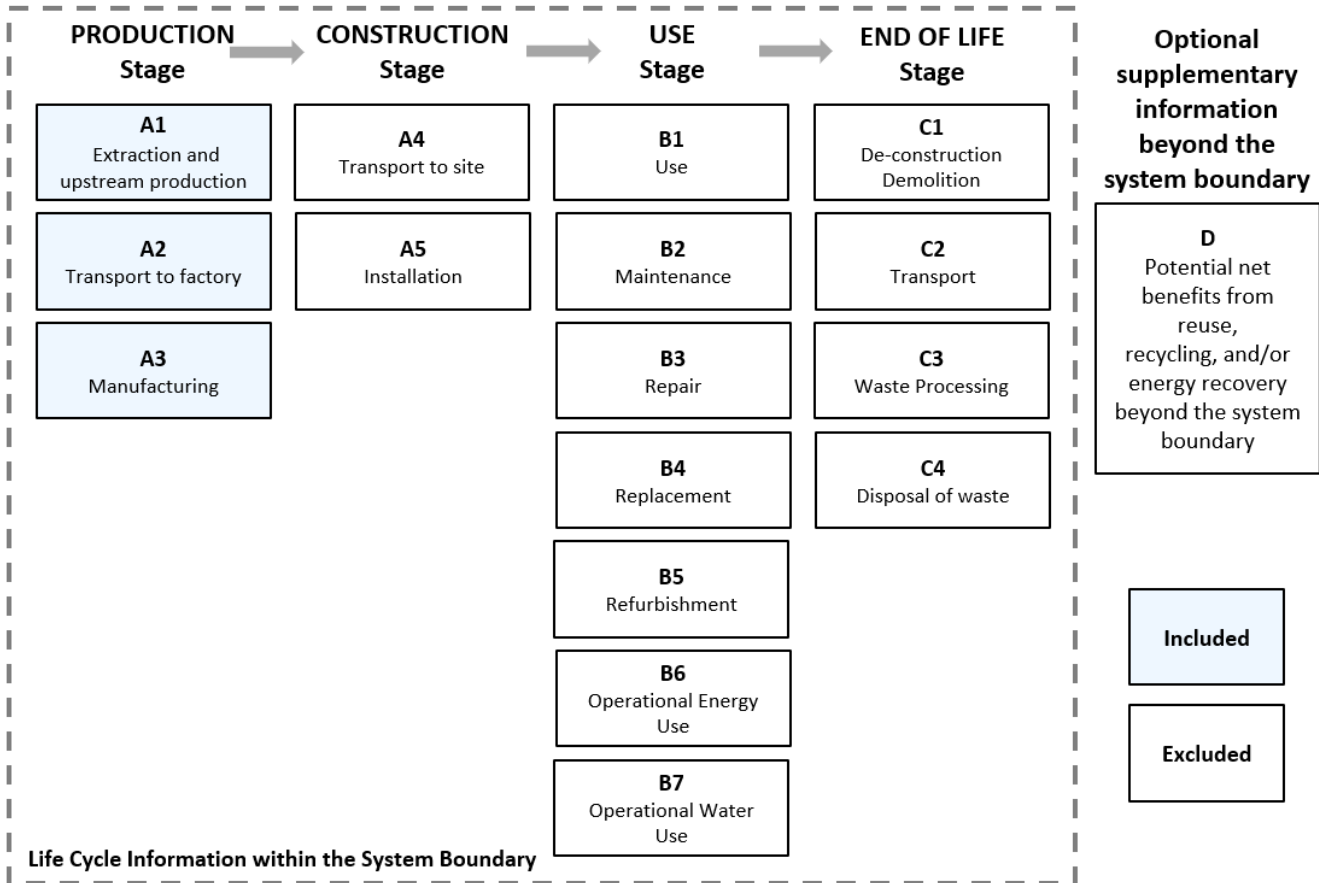 PRODUCTION
Stage
CONSTRUCTION
Stage
USE
Stage
END OF LIFE
Stage
A1
Extraction and
upstream production
A2
Transport to factory
A3
Manufacturing
A4
Transport to site
A5
Installation
B1
Use
B2
Maintenance
B3
Repair
B4
Replacement
B5
Refurbishment
B6
Operational Energy
Use
B7
Operational Water
Use
C1
De-construction
Demolition
C2
Transport
C3
Waste Processing
C4
Disposal of waste
Life Cycle Information within the System Boundary
Optional
supplementary
information
beyond the
system boundary
D
Potential net
benefits from
reuse,
recycling, and/or
energy recovery
beyond the system
boundary
Included
Excluded